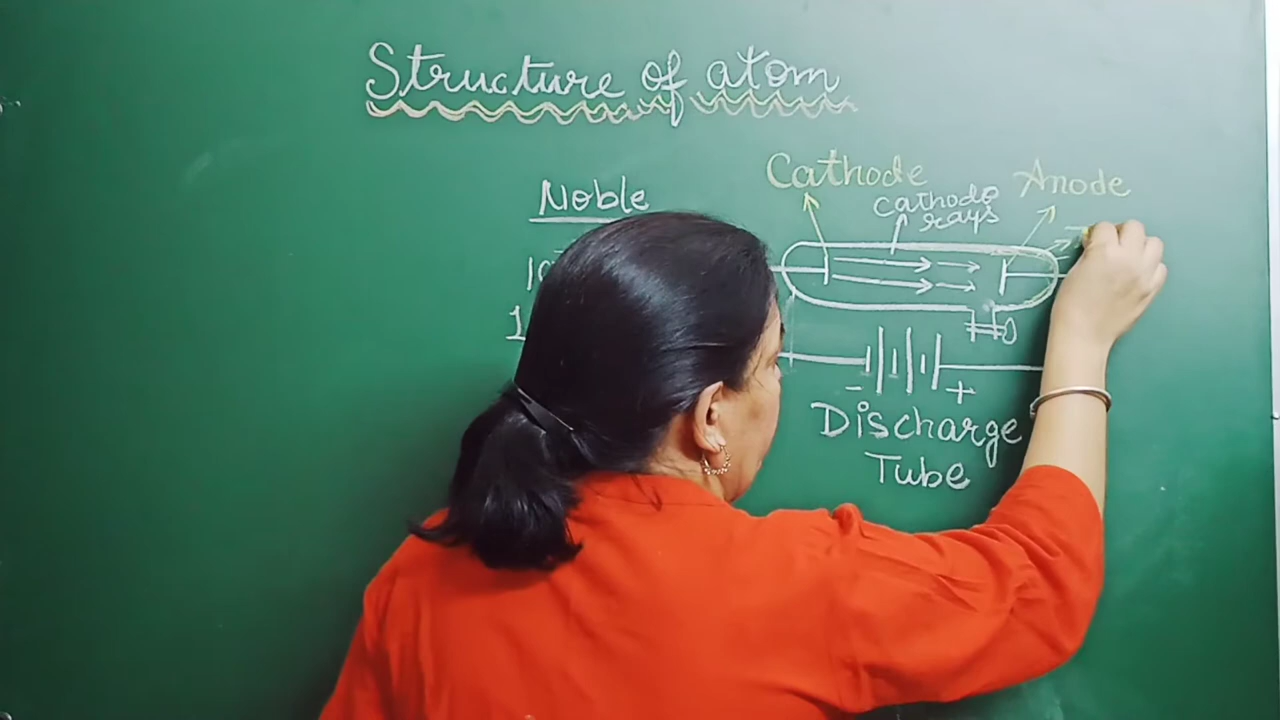 Structure of atom
Noble
Cathode
Anode
Cathode
rays
- +
Discharge
Tube